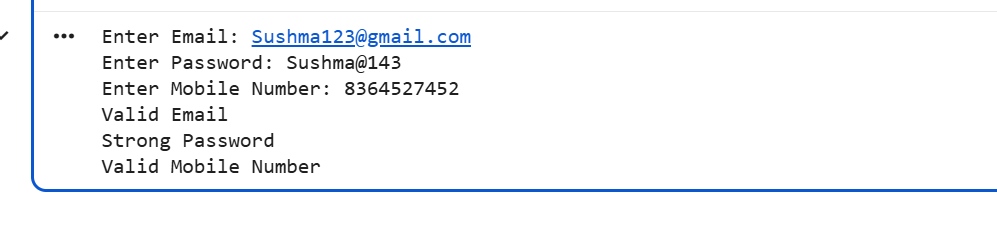 Enter Email: Sushma123@gmail.com
Enter Password: Sushma@143
Enter Mobile Number: 8364527452
Valid Email
Strong Password
Valid Mobile Number